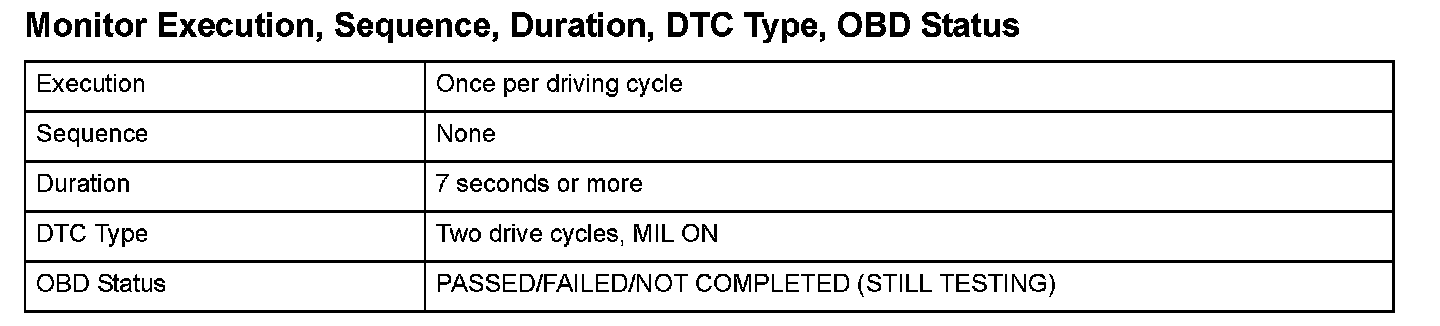 Monitor Execution, Sequence, Duration, DTC Type, OBD Status
Execution Once per driving cycle
Sequence None
Duration 7 seconds or more
DTC Type Two drive cycles, MIL ON
OBD Status PASSED/FAILED/NOT COMPLETED (STILL TESTING)